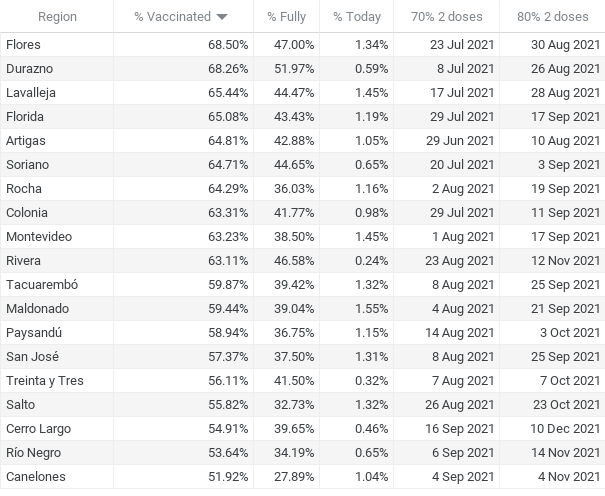 Region % Vaccinated % Fully % Today 70% 2 doses 80% 2 doses
Flores 68.50% 47.00% 1.34% 23 Jul 2021 30 Aug 2021
Durazno 68.26% 51.97% 0.59% 8 Jul 2021 26 Aug 2021
Lavalleja 65.44% 44.47% 1.45% 17 Jul 2021 28 Aug 2021
Florida 65.08% 43.43% 1.19% 29 Jul 2021 17 Sep 2021
Artigas 64.81% 42.88% 1.05% 29 Jun 2021 10 Aug 2021
Soriano 64.71% 44.65% 0.65% 20 Jul 2021 3 Sep 2021
Rocha 64.29% 36.03% 1.16% 2 Aug 2021 19 Sep 2021
Colonia 63.31% 41.77% 0.98% 29 Jul 2021 11 Sep 2021
Montevideo 63.23% 38.50% 1.45% 1 Aug 2021 17 Sep 2021
Rivera 63.11% 46.58% 0.24% 23 Aug 2021 12 Nov 2021
Tacuarembó 59.87% 39.42% 1.32% 8 Aug 2021 25 Sep 2021
Maldonado 59.44% 39.04% 1.55% 4 Aug 2021 21 Sep 2021
Paysandú 58.94% 36.75% 1.15% 14 Aug 2021 3 Oct 2021
San José 57.37% 37.50% 1.31% 8 Aug 2021 25 Sep 2021
Treinta y Tres 56.11% 41.50% 0.32% 7 Aug 2021 7 Oct 2021
Salto 55.82% 32.73% 1.32% 26 Aug 2021 23 Oct 2021
Cerro Largo 54.91% 39.65% 0.46% 16 Sep 2021 10 Dec 2021
Río Negro 53.64% 34.19% 0.65% 6 Sep 2021 14 Nov 2021
Canelones 51.92% 27.89% 1.04% 4 Sep 2021 4 Nov 2021